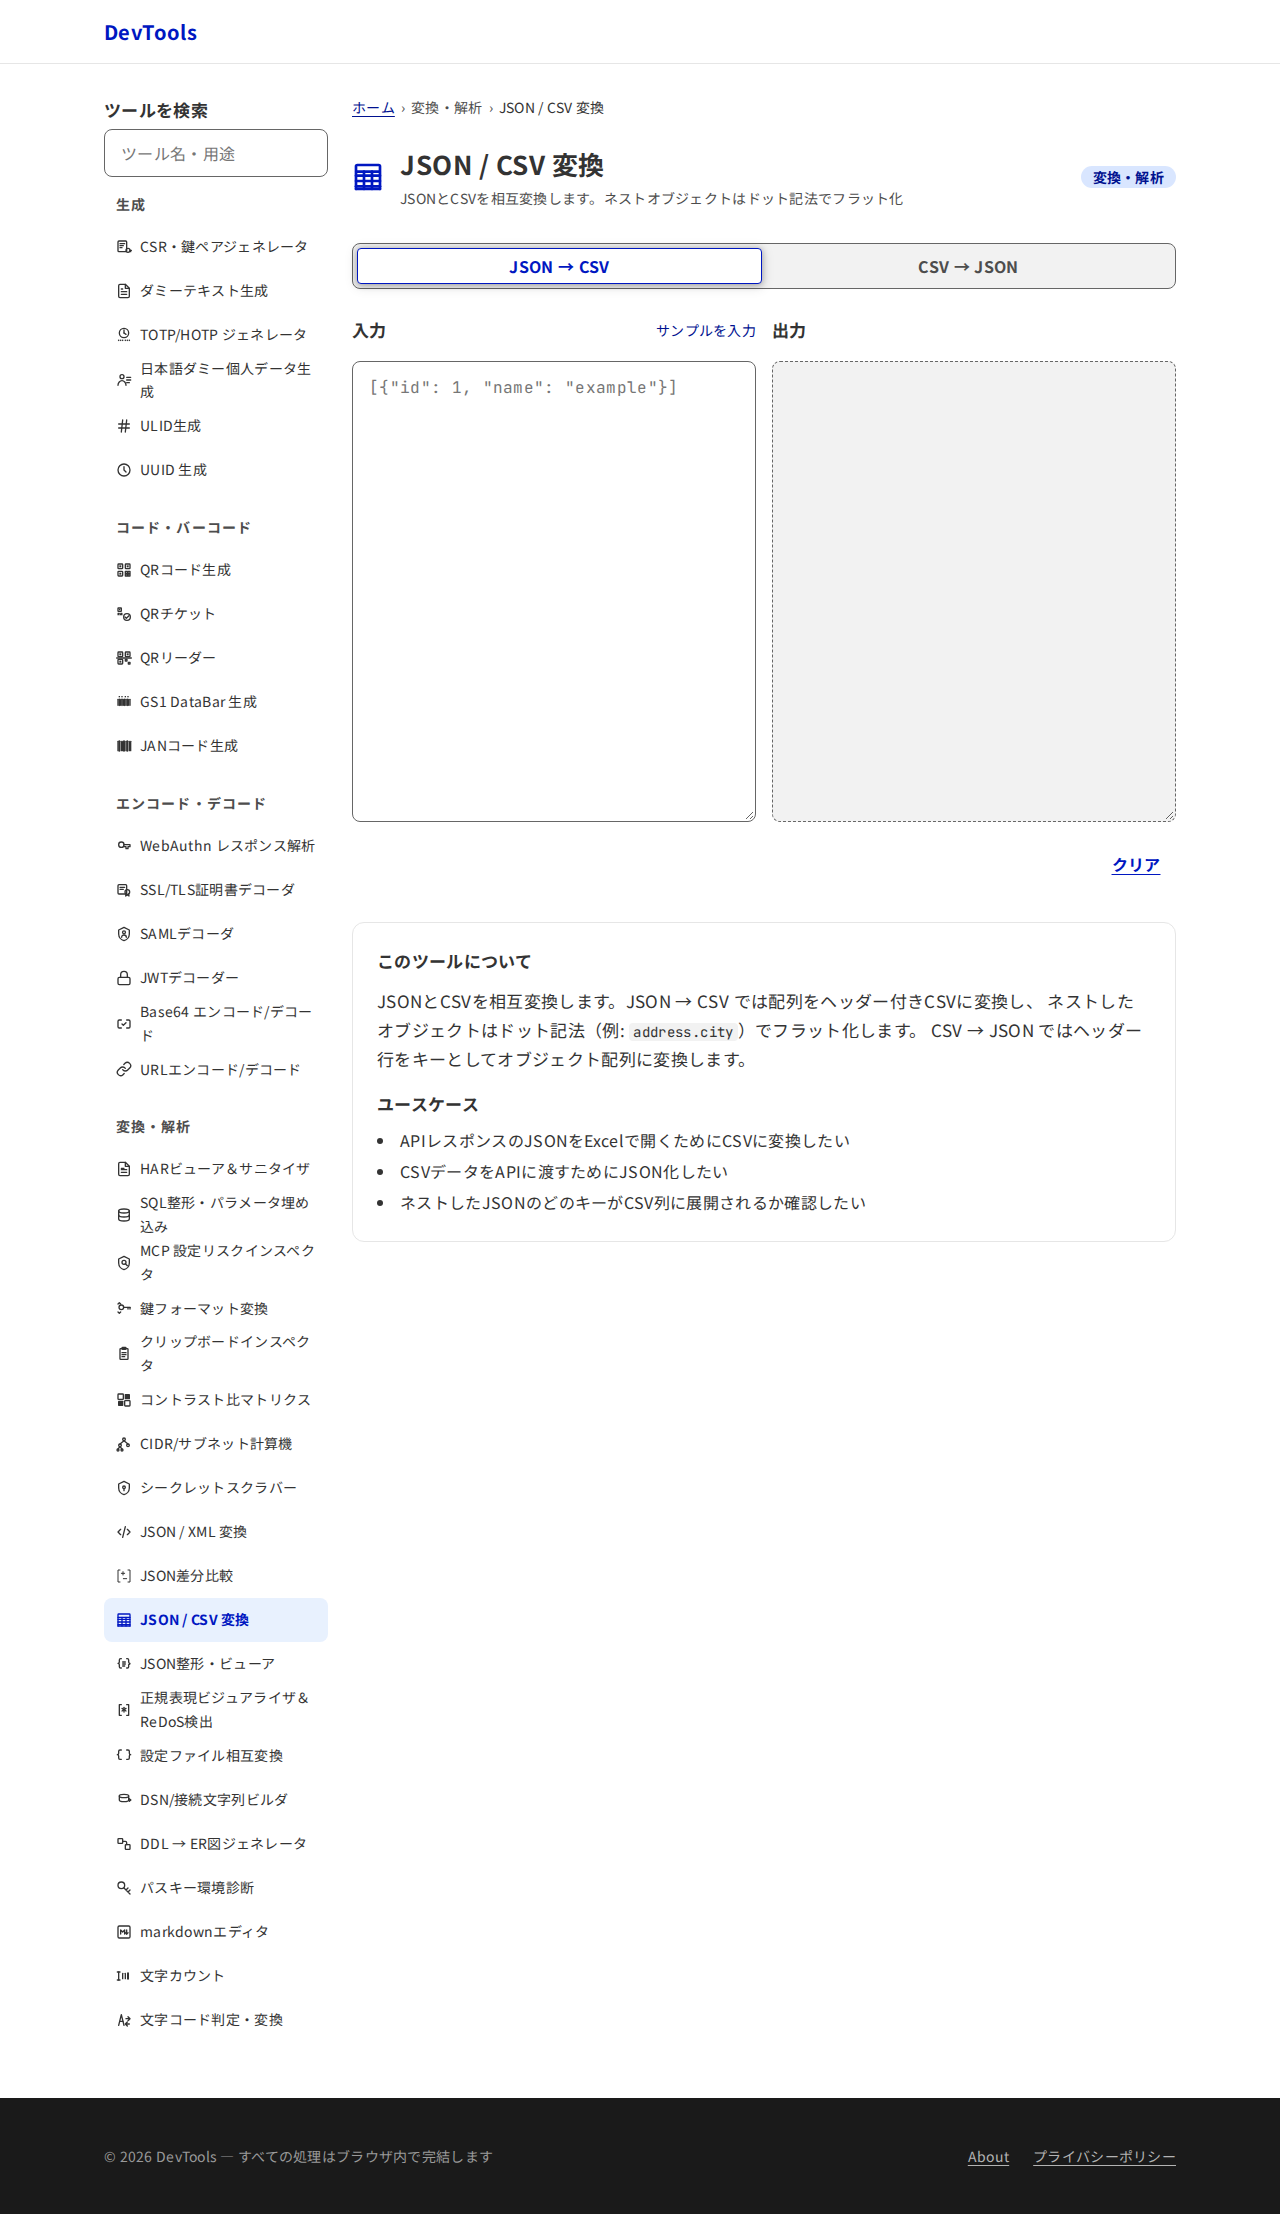 DevTools
ツールを検索
ツール名・用途
生成
CSR・鍵ペアジェネレータ
ダミーテキスト生成
TOTP/HOTP ジェネレータ
日本語ダミー個人データ生
成
ULID生成
UUID 生成
コード・バーコード
QRコード生成
QRチケット
QRリーダー
GS1 DataBar 生成
JANコード生成
エンコード・デコード
WebAuthn レスポンス解析
SSL/TLS証明書デコーダ
SAMLデコーダ
JWTデコーダー
Base64 エンコード/デコー
ド
URLエンコード/デコード
変換・解析
HARビューア＆サニタイザ
SQL整形・パラメータ埋め
込み
MCP 設定リスクインスペク
タ
鍵フォーマット変換
クリップボードインスペク
タ
コントラスト比マトリクス
CIDR/サブネット計算機
シークレットスクラバー
JSON / XML 変換
JSON差分比較
JSON / CSV 変換
JSON整形・ビューア
正規表現ビジュアライザ＆
ReDoS検出
設定ファイル相互変換
DSN/接続文字列ビルダ
DDL → ER図ジェネレータ
パスキー環境診断
markdownエディタ
文字カウント
文字コード判定・変換
ホーム › 変換・解析 › JSON / CSV 変換
JSON / CSV 変換
JSONとCSVを相互変換します。ネストオブジェクトはドット記法でフラット化
変換・解析
JSON → CSV
CSV → JSON
入力
サンプルを入力
出力
[{"id": 1, "name": "example"}]
クリア
このツールについて
JSONとCSVを相互変換します。JSON → CSV では配列をヘッダー付きCSVに変換し、 ネストした
オブジェクトはドット記法（例: address.city）でフラット化します。 CSV → JSON ではヘッダー
行をキーとしてオブジェクト配列に変換します。
ユースケース
• APIレスポンスのJSONをExcelで開くためにCSVに変換したい
• CSVデータをAPIに渡すためにJSON化したい
• ネストしたJSONのどのキーがCSV列に展開されるか確認したい
© 2026 DevTools — すべての処理はブラウザ内で完結します
About
プライバシーポリシー